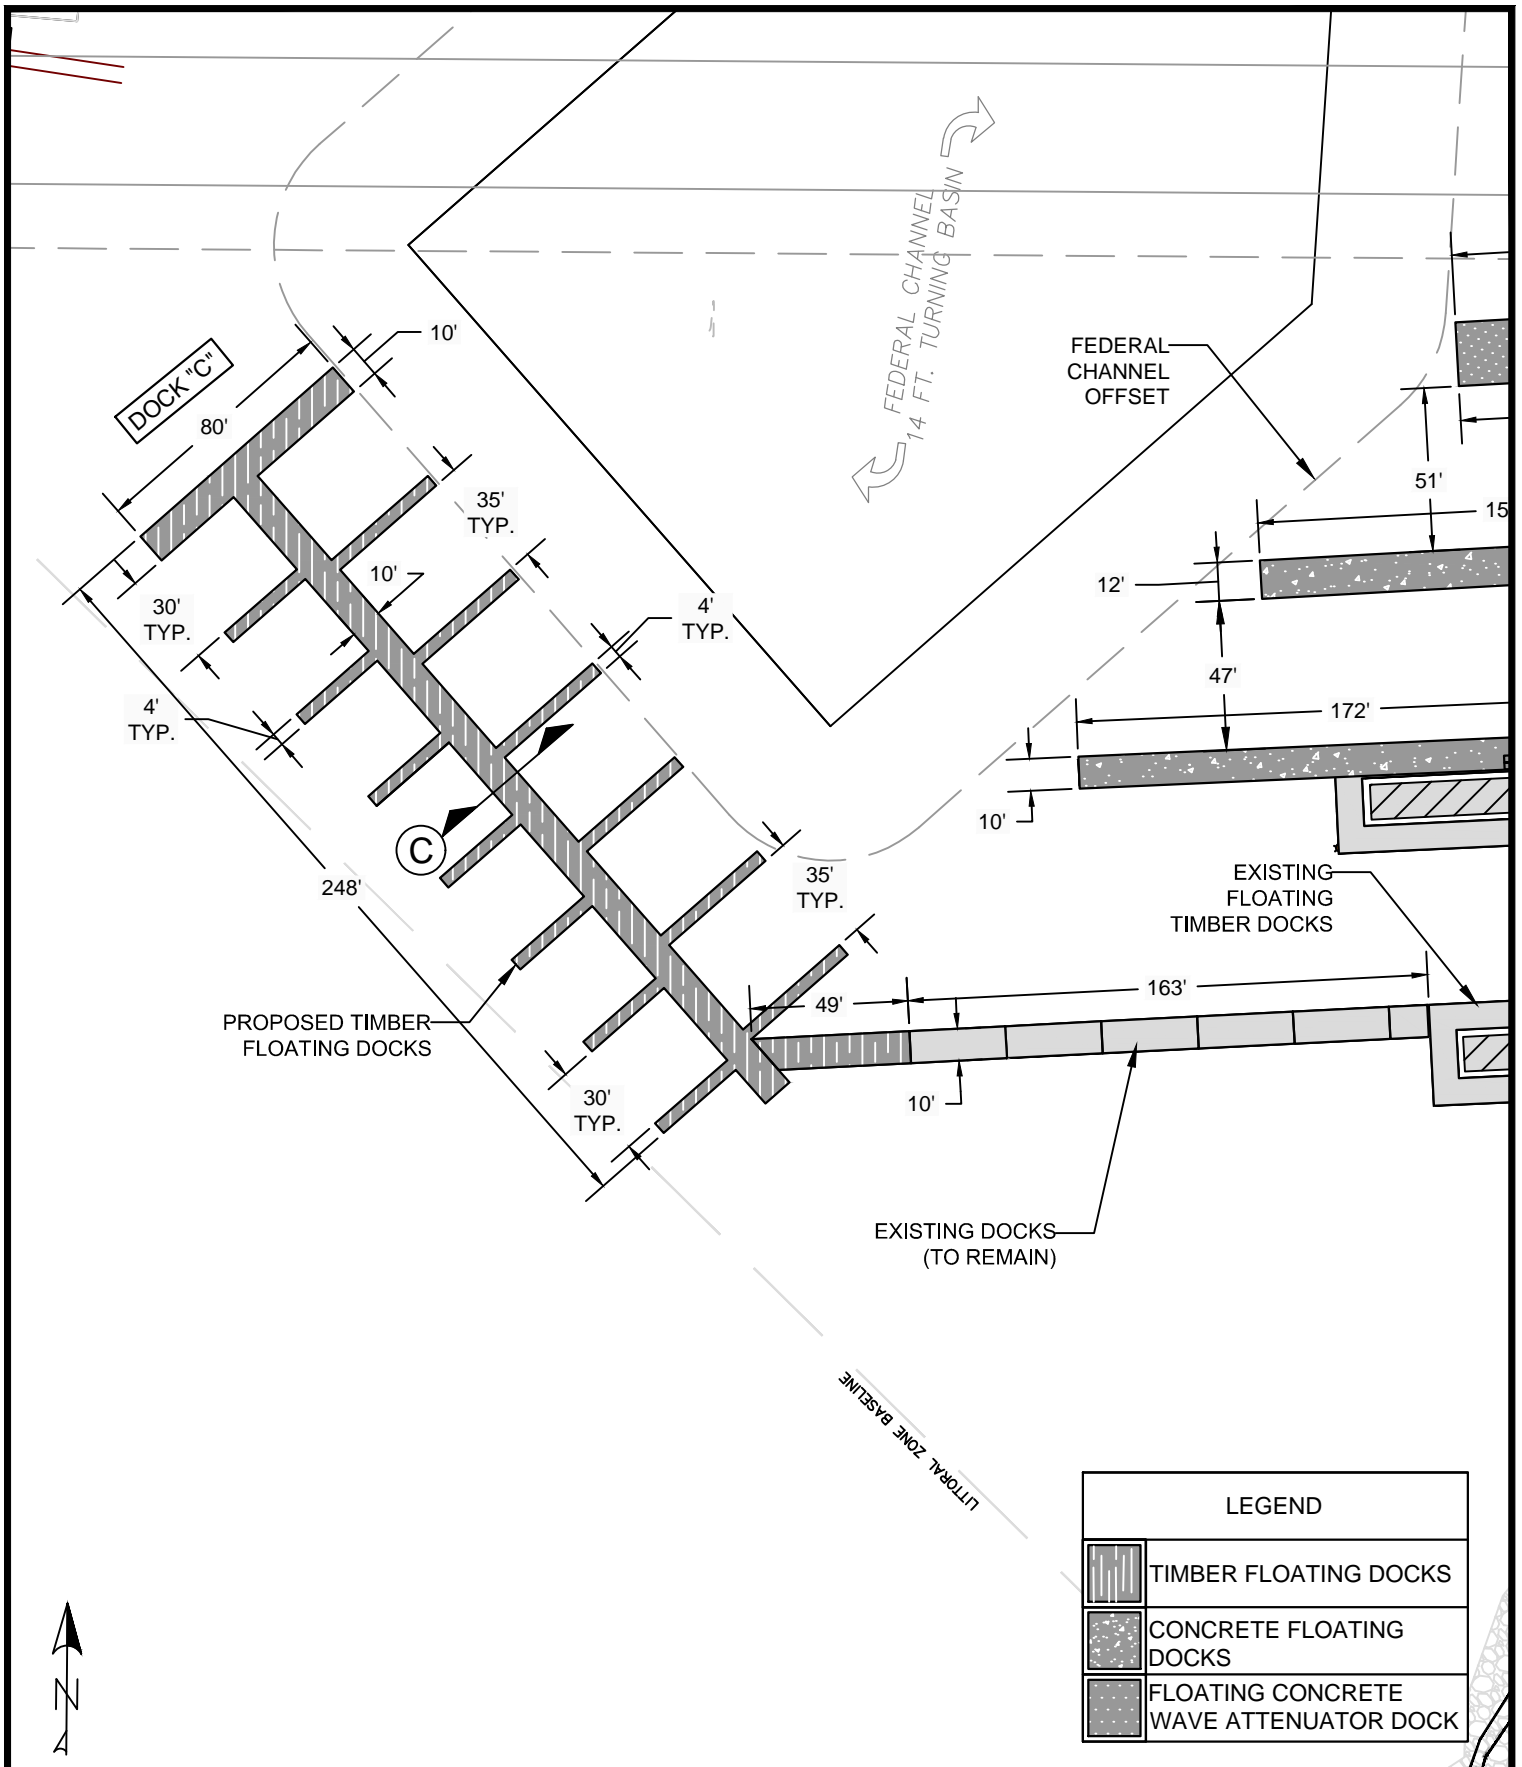 FEDERAL CHANNEL
14 FT. TURNING BASIN
10'
DOCK "C"
80'
FEDERAL
CHANNEL
OFFSET
51'
35'
TYP.
15
10'
12'
30'
TYP.
4'
TYP.
47'
4'
TYP.
172'
10'
C
248'
35'
TYP.
EXISTING
FLOATING
TIMBER DOCKS
163'
49'
PROPOSED TIMBER
FLOATING DOCKS
30'
TYP.
10'
EXISTING DOCKS
(TO REMAIN)
LITTORAL ZONE BASELINE
LEGEND
TIMBER FLOATING DOCKS
CONCRETE FLOATING
DOCKS
FLOATING CONCRETE
WAVE ATTENUATOR DOCK
N